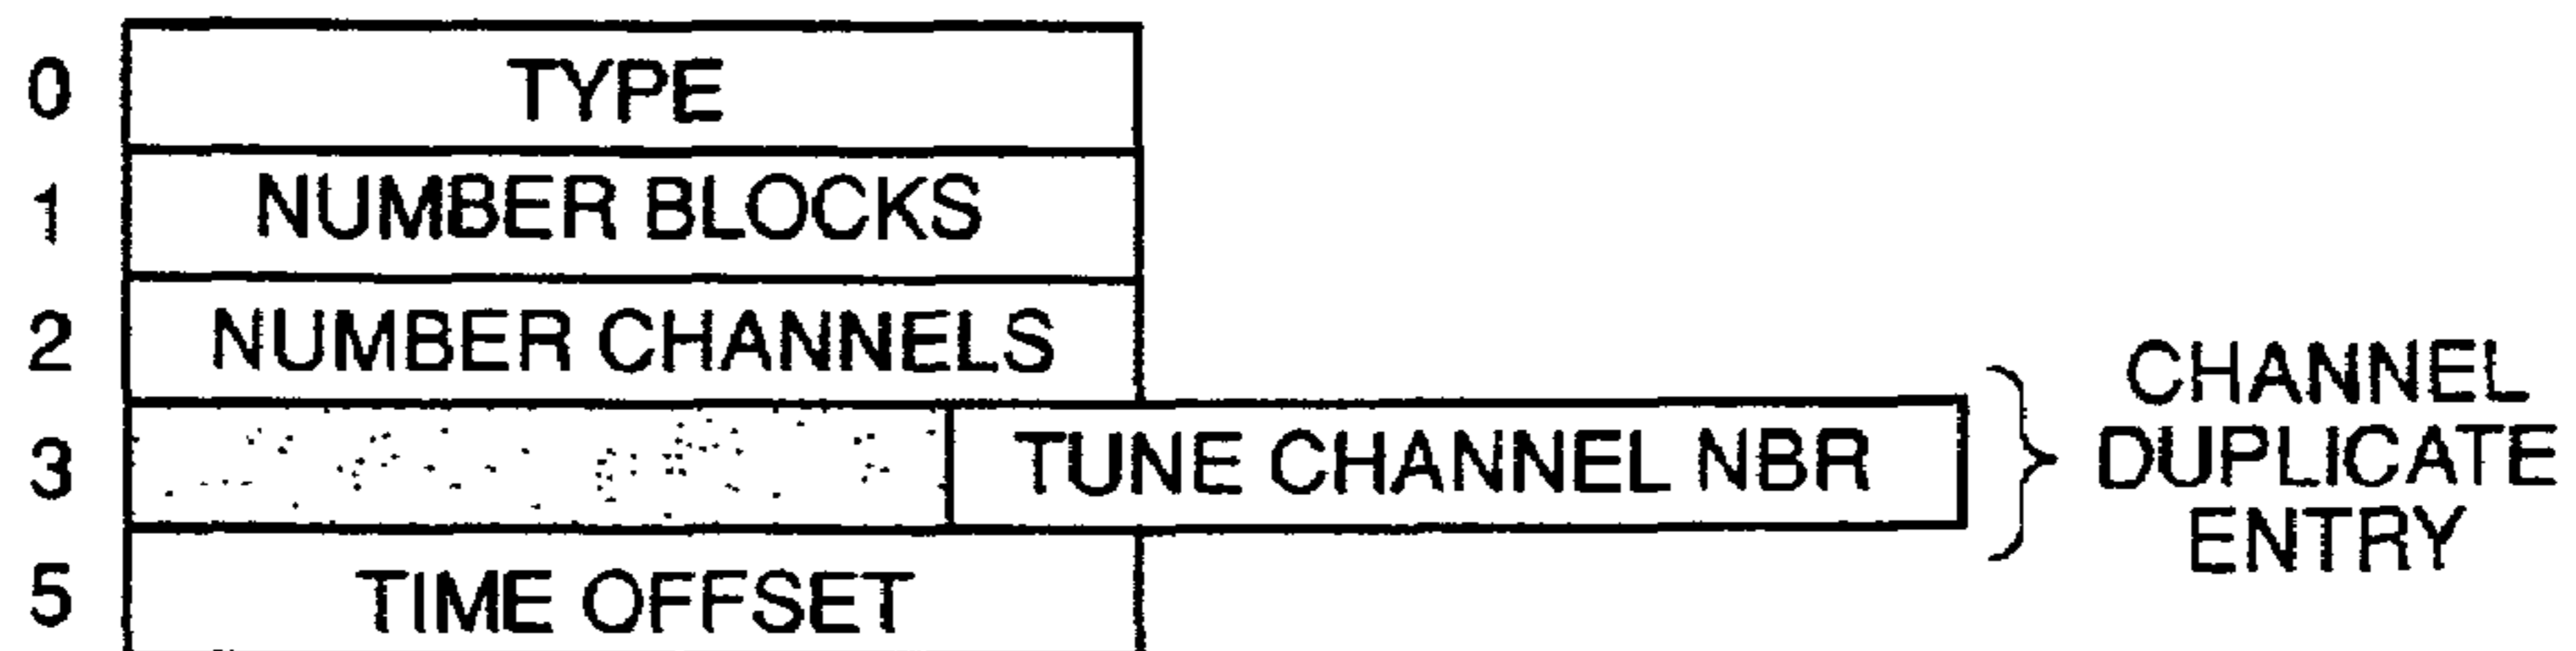 0 TYPE
1 NUMBER BLOCKS
2 NUMBER CHANNELS
3 TUNE CHANNEL NBR
CHANNEL
DUPLICATE
ENTRY
5 TIME OFFSET